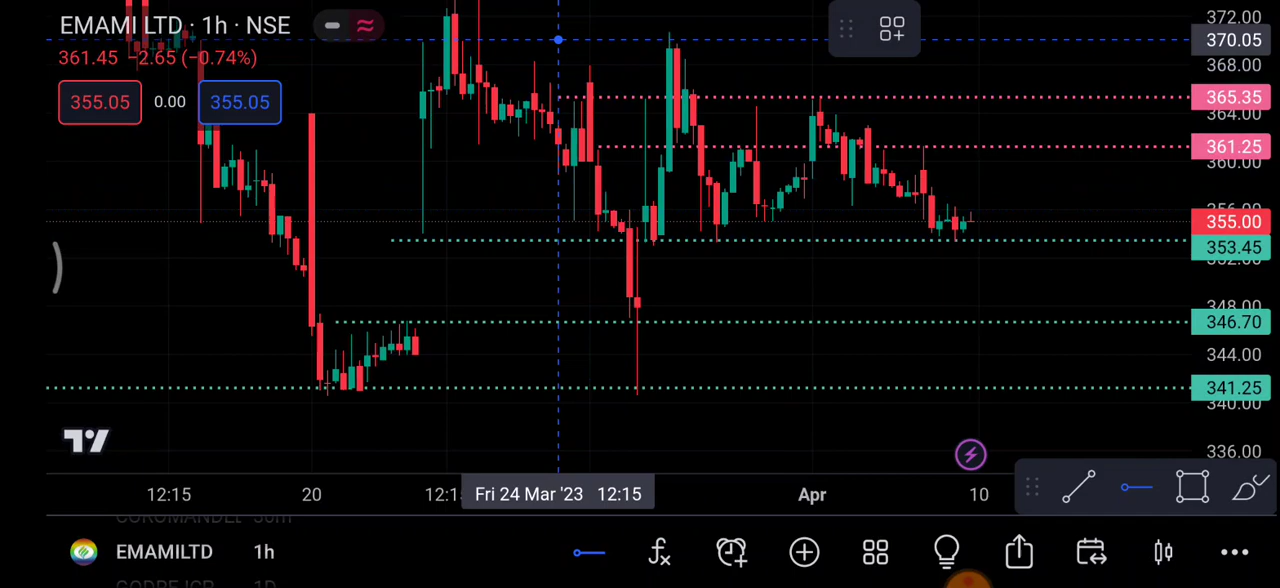 EMAMI LTD · 1h · NSE
361.45 −2.65 (−0.74%)
355.05 0.00 355.05
372.00
370.05
368.00
365.35
364.00
361.25
360.00
356.00
355.00
353.45
352.00
348.00
346.70
344.00
341.25
340.00
336.00
12:15 20 12:1 Fri 24 Mar '23 12:15 Apr 10
COROMANDEL 30m
EMAMILTD 1h
GODREJCP 1D